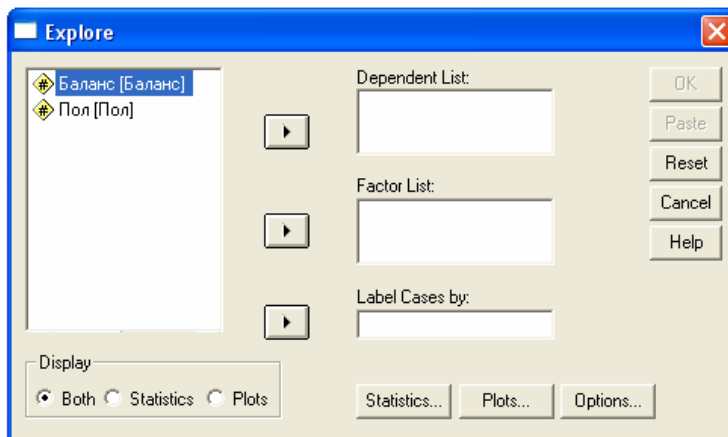 Explore
Баланс [Баланс]
Пол [Пол]
Dependent List:
Factor List:
Label Cases by:
OK
Paste
Reset
Cancel
Help
Display
Both Statistics Plots
Statistics... Plots... Options...